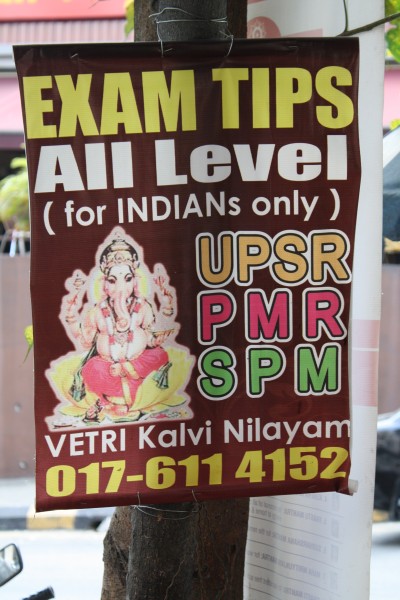 EXAM TIPS
All Level
( for INDIANs only )
UPSR
PMR
SPM
VETRI Kalvi Nilayam
017-611 4152